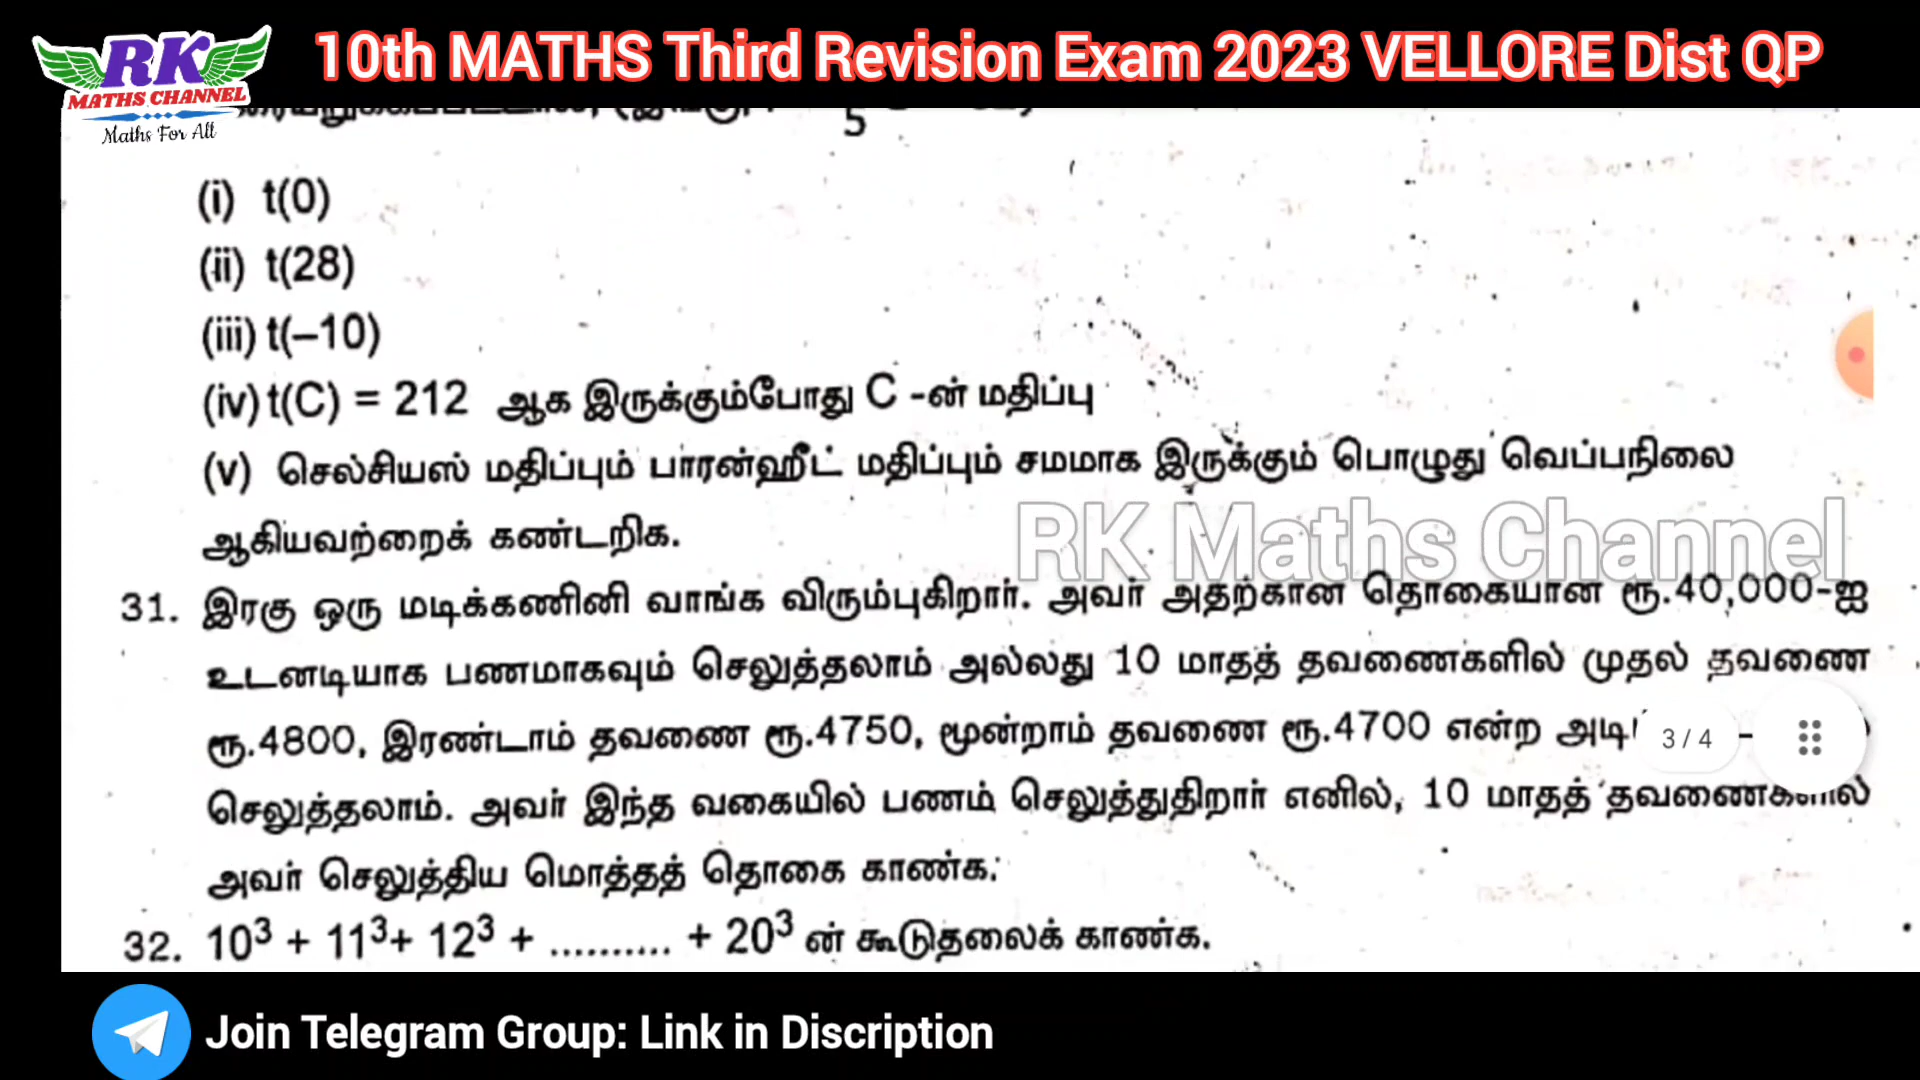 RK
MATHS CHANNEL
Maths For All
10th MATHS Third Revision Exam 2023 VELLORE Dist QP
5
(i) t(0)
(ii) t(28)
(iii) t(–10)
(iv) t(C) = 212 ஆக இருக்கும்போது C -ன் மதிப்பு
(v) செல்சியஸ் மதிப்பும் பாரன்ஹீட் மதிப்பும் சமமாக இருக்கும் பொழுது வெப்பநிலை
ஆகியவற்றைக் கண்டறிக.
RK Maths Channel
31. இரகு ஒரு மடிக்கணினி வாங்க விரும்புகிறார். அவர் அதற்கான தொகையான ரூ.40,000-ஐ
உடனடியாக பணமாகவும் செலுத்தலாம் அல்லது 10 மாதத் தவணைகளில் முதல் தவணை
ரூ.4800, இரண்டாம் தவணை ரூ.4750, மூன்றாம் தவணை ரூ.4700 என்ற
3 / 4
செலுத்தலாம். அவர் இந்த வகையில் பணம் செலுத்துதிறார் எனில், 10 மாதத் தவணைகளில்
அவர் செலுத்திய மொத்தத் தொகை காண்க.
32. 10³ + 11³+ 12³ + .......... + 20³ ன் கூடுதலைக் காண்க.
Join Telegram Group: Link in Discription